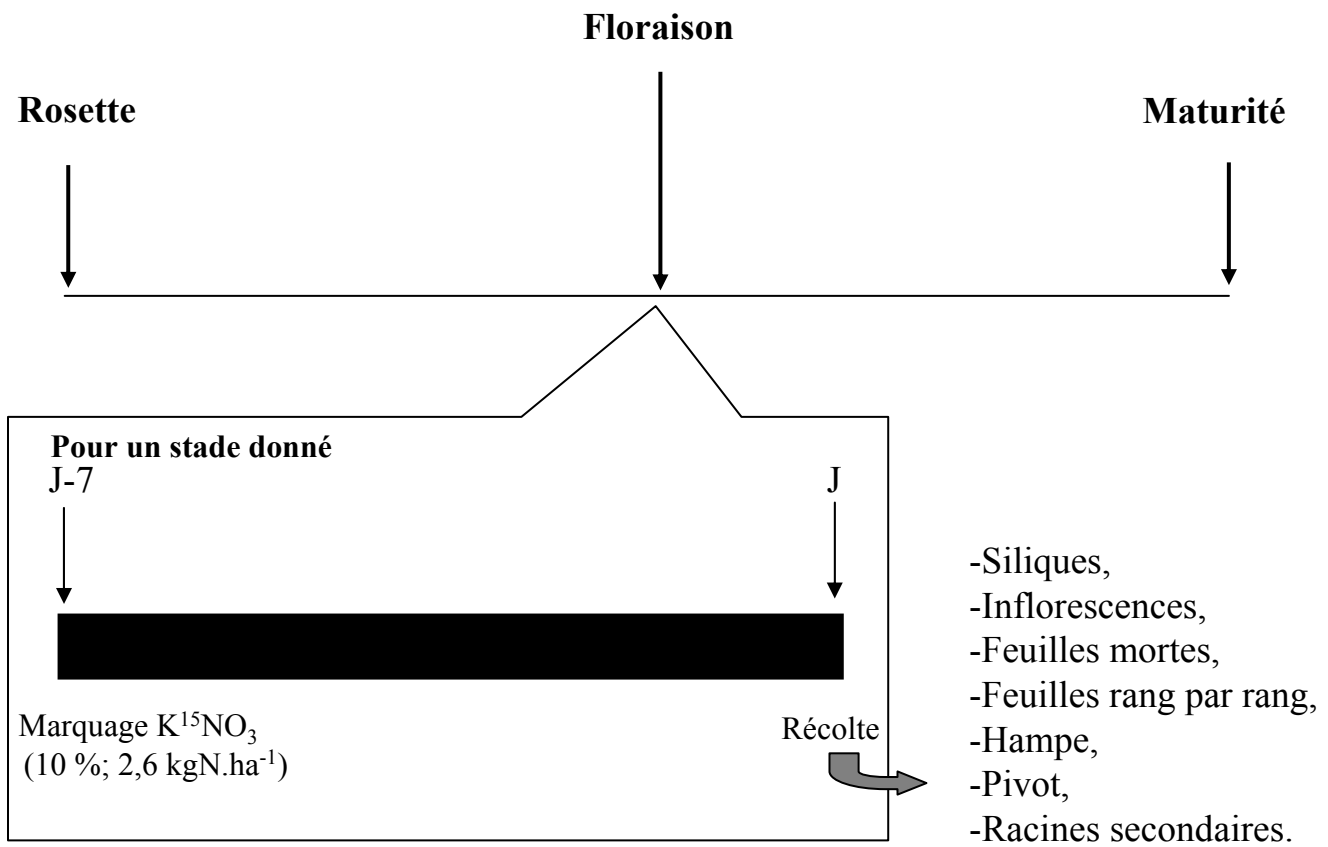 Floraison
Rosette
Maturité
Pour un stade donné
J-7
J
Marquage K¹⁵NO₃
(10 %; 2,6 kgN.ha⁻¹)
Récolte
-Siliques,
-Inflorescences,
-Feuilles mortes,
-Feuilles rang par rang,
-Hampe,
-Pivot,
-Racines secondaires.